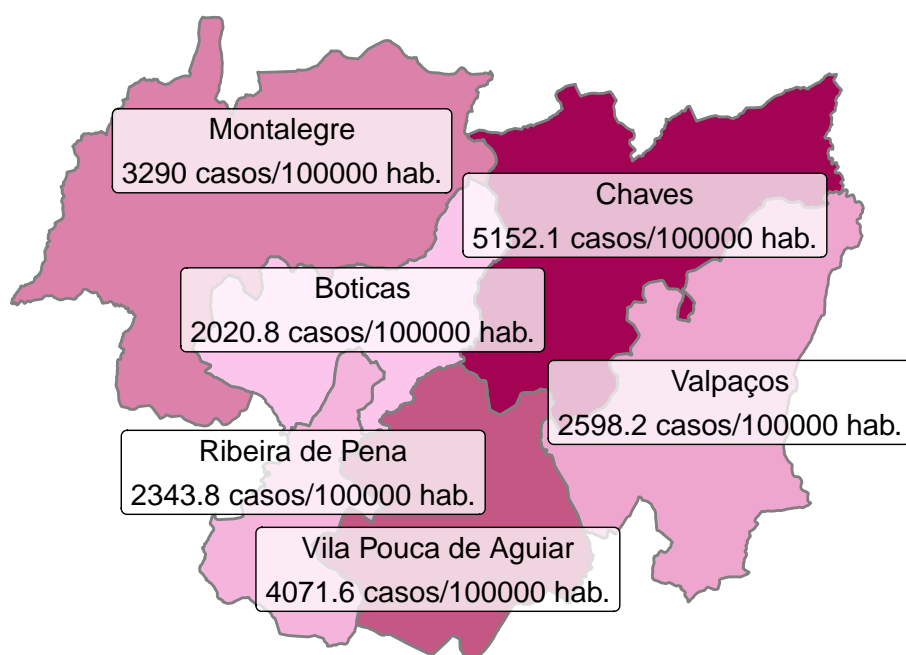 Montalegre
3290 casos/100000 hab.
Chaves
5152.1 casos/100000 hab.
Boticas
2020.8 casos/100000 hab.
Valpaços
2598.2 casos/100000 hab.
Ribeira de Pena
2343.8 casos/100000 hab.
Vila Pouca de Aguiar
4071.6 casos/100000 hab.